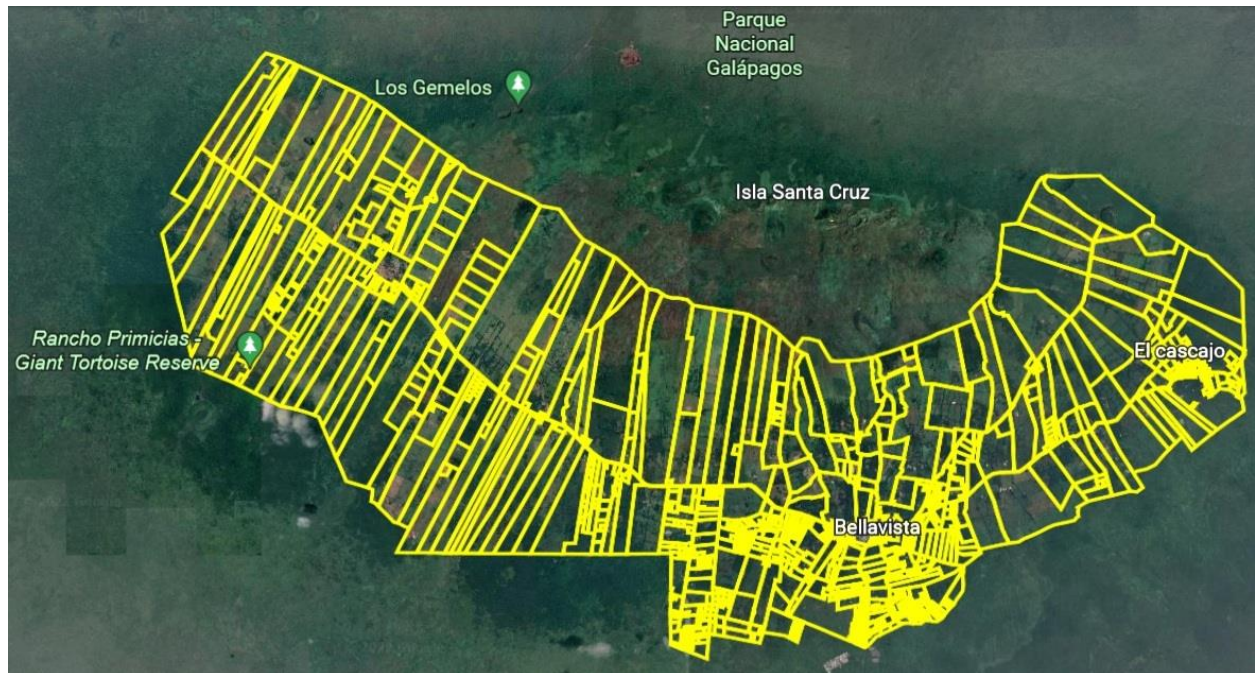 Parque
Nacional
Galápagos
Los Gemelos
Isla Santa Cruz
Rancho Primicias -
Giant Tortoise Reserve
El cascajo
Bellavista